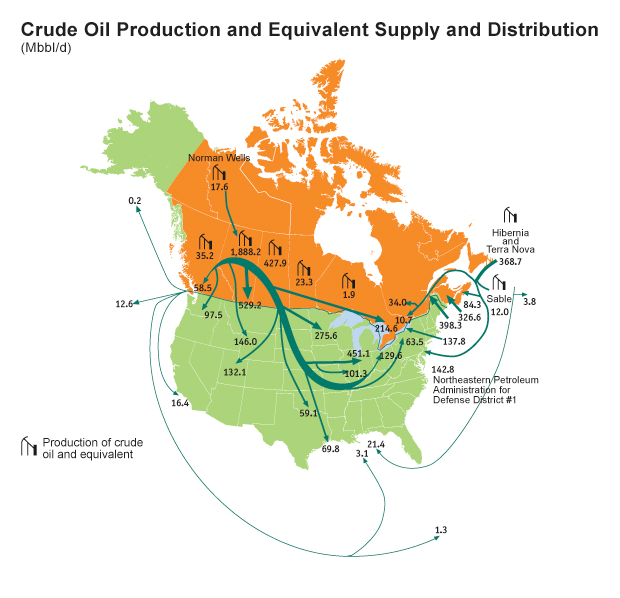 Crude Oil Production and Equivalent Supply and Distribution
(Mbbl/d)
Norman Wells
17.6
0.2
Hibernia
and
Terra Nova
368.7
35.2
1,888.2
427.9
23.3
1.9
Sable
12.0
3.8
58.5
529.2
34.0
10.7
84.3
326.6
398.3
12.6
97.5
146.0
275.6
214.6
63.5
137.8
451.1
129.6
132.1
101.3
142.8
Northeastern Petroleum
Administration for
Defense District #1
16.4
59.1
69.8
21.4
3.1
Production of crude
oil and equivalent
1.3